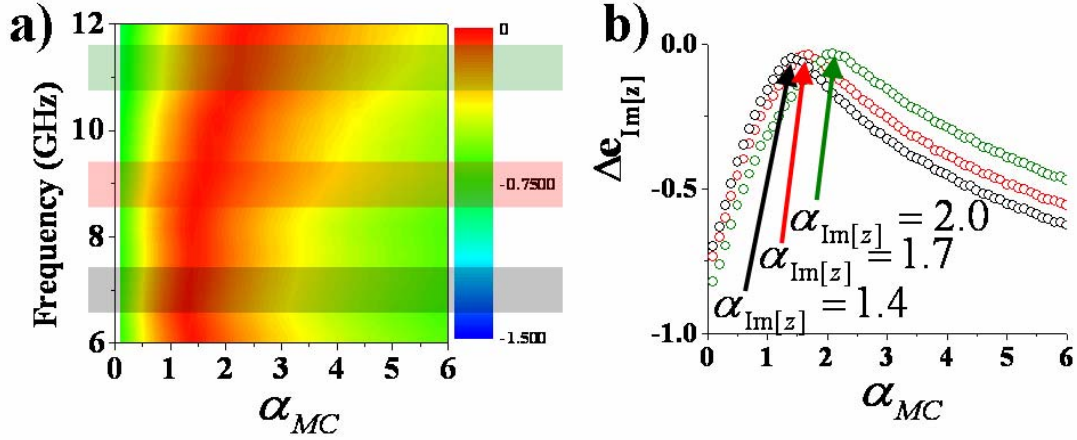 a)
12
10
8
6
Frequency (GHz)
0 1 2 3 4 5 6
α_MC
0
-0.7500
-1.500
b)
0.0
-0.5
-1.0
Δe_Im[z]
α_Im[z] = 2.0
α_Im[z] = 1.7
α_Im[z] = 1.4
0 1 2 3 4 5 6
α_MC